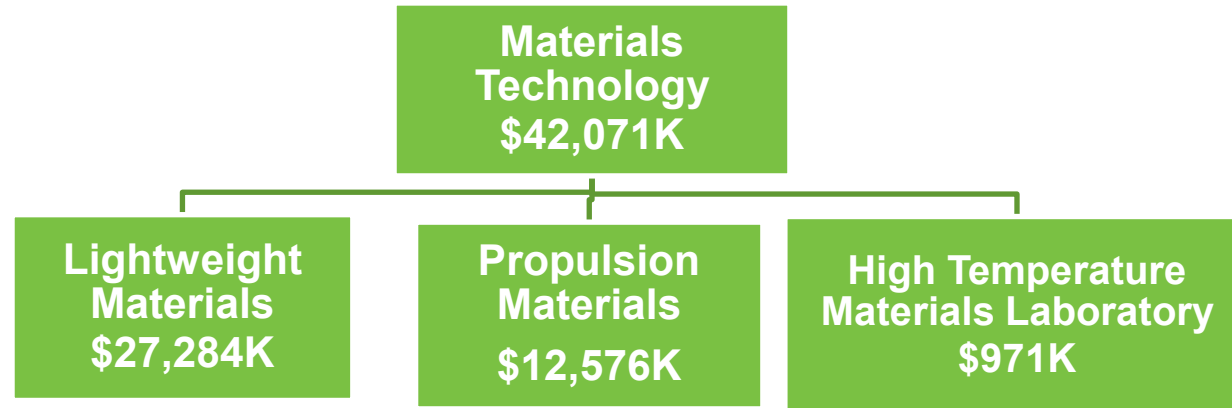 Materials
Technology
$42,071K
Lightweight
Materials
$27,284K
Propulsion
Materials
$12,576K
High Temperature
Materials Laboratory
$971K